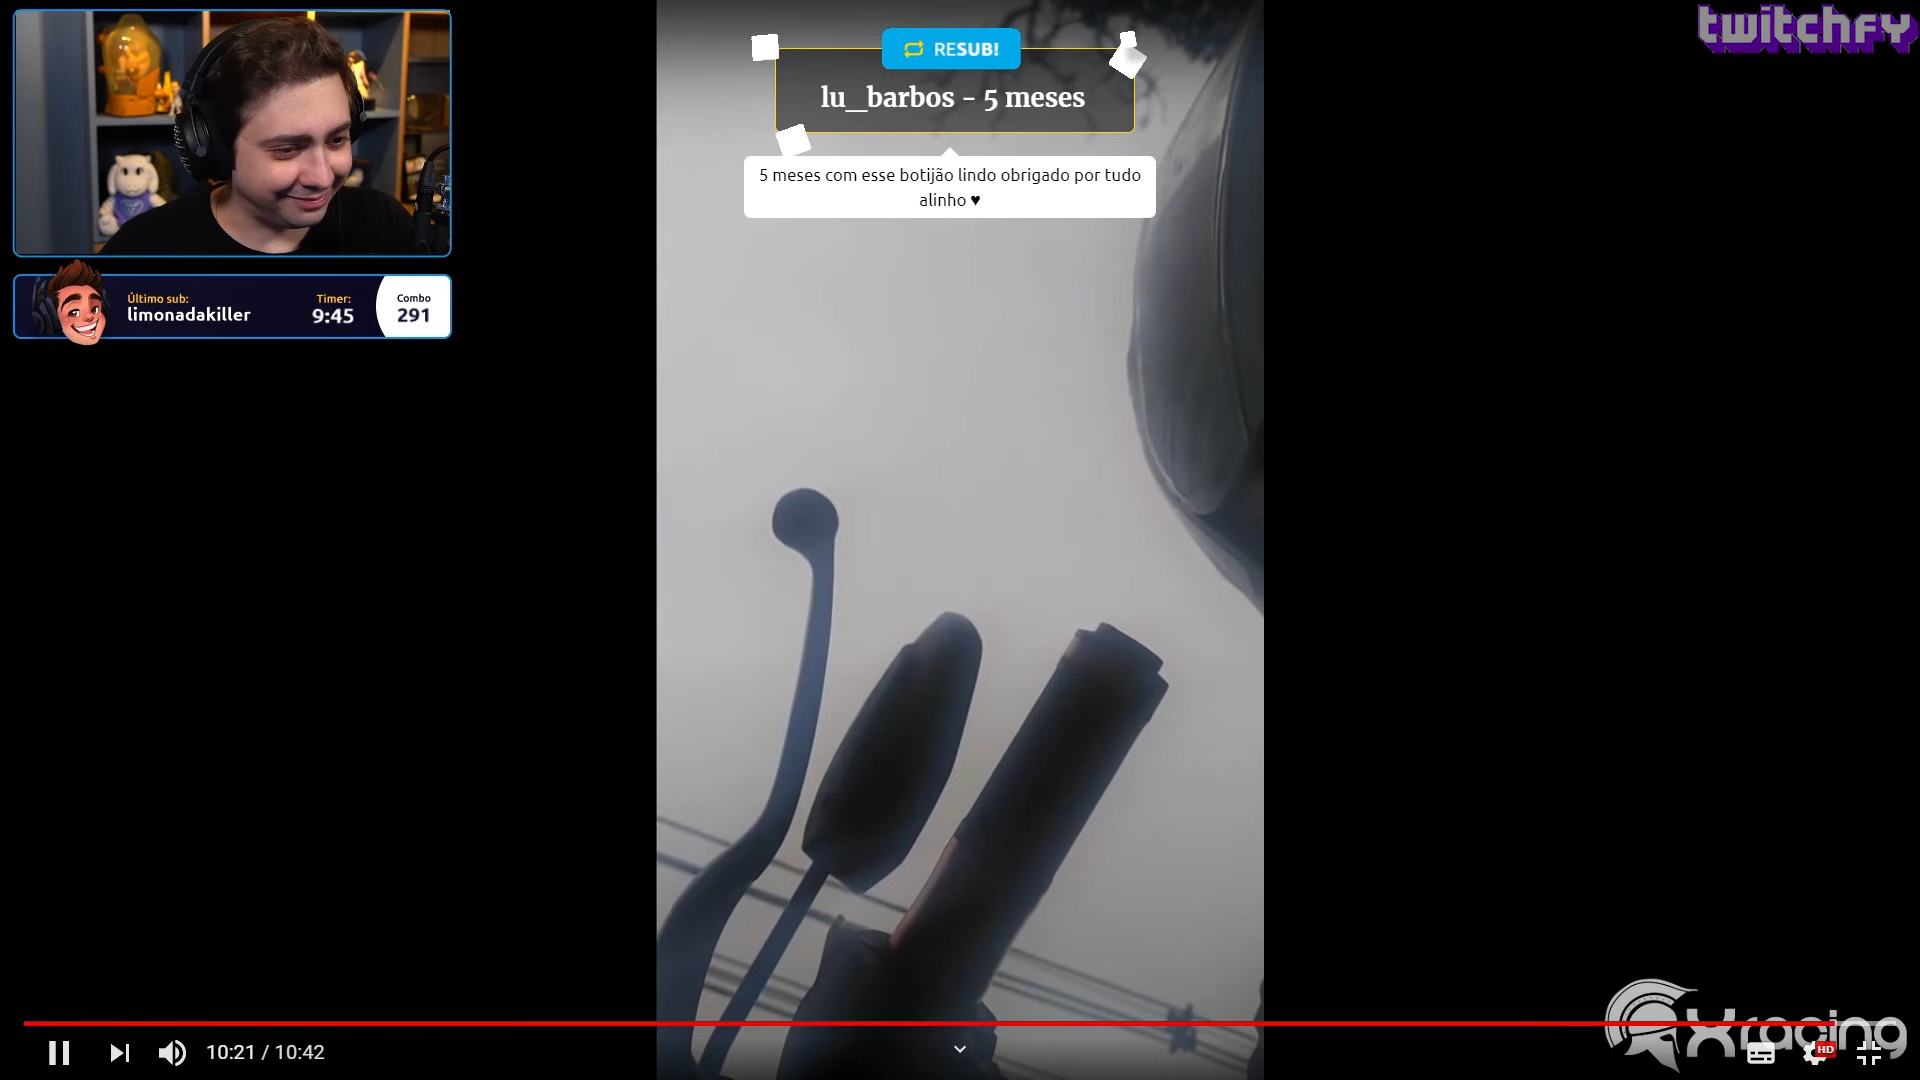 twitchfy
RESUB!
lu_barbos - 5 meses
5 meses com esse botijão lindo obrigado por tudo
alinho ♥
Último sub:
limonadakiller
Timer:
9:45
Combo
291
Xracing
10:21 / 10:42
HD